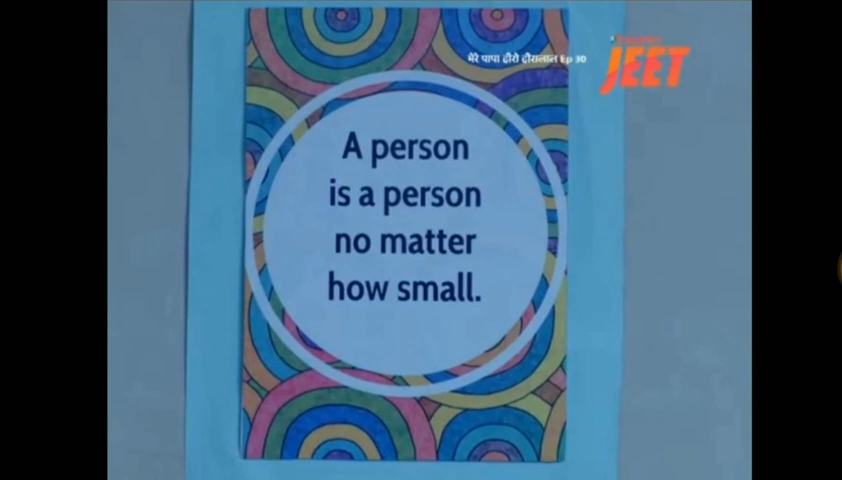 मेरे पापा हीरो हीरालाल Ep 30
JEET
A person
is a person
no matter
how small.